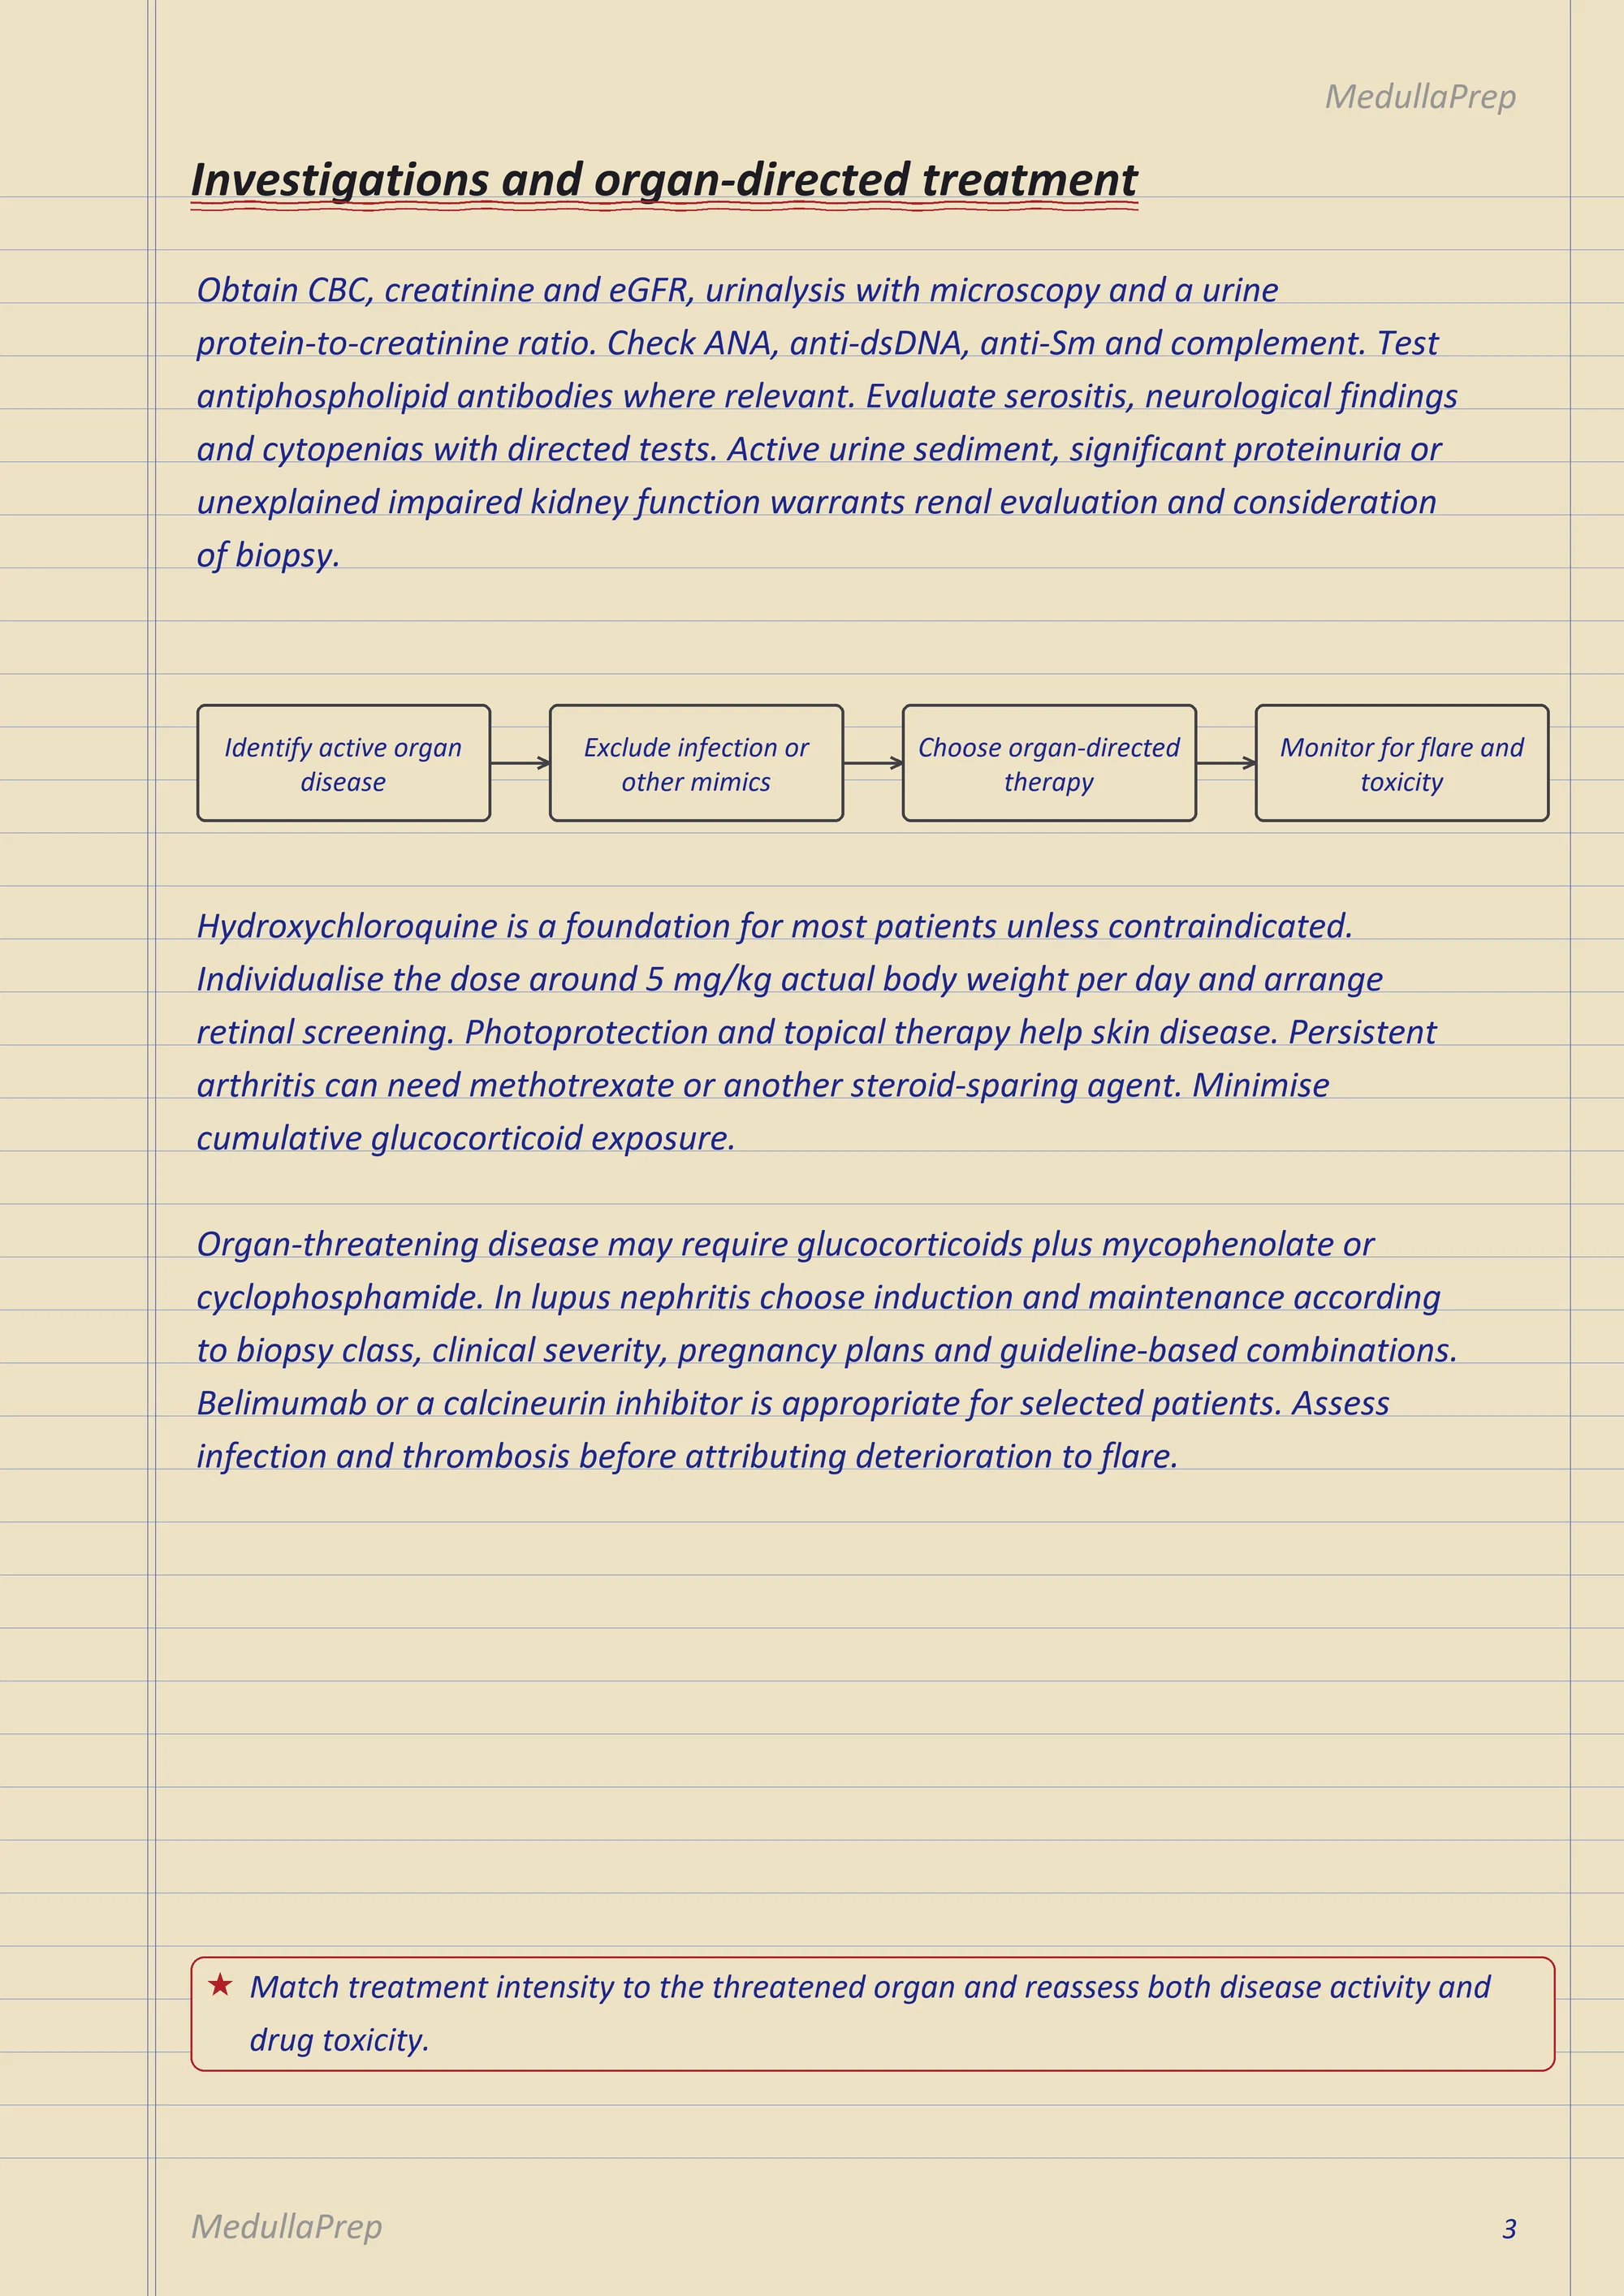 MedullaPrep
Investigations and organ-directed treatment
Obtain CBC, creatinine and eGFR, urinalysis with microscopy and a urine
protein-to-creatinine ratio. Check ANA, anti-dsDNA, anti-Sm and complement. Test
antiphospholipid antibodies where relevant. Evaluate serositis, neurological findings
and cytopenias with directed tests. Active urine sediment, significant proteinuria or
unexplained impaired kidney function warrants renal evaluation and consideration
of biopsy.
Identify active organ
disease
Exclude infection or
other mimics
Choose organ-directed
therapy
Monitor for flare and
toxicity
Hydroxychloroquine is a foundation for most patients unless contraindicated.
Individualise the dose around 5 mg/kg actual body weight per day and arrange
retinal screening. Photoprotection and topical therapy help skin disease. Persistent
arthritis can need methotrexate or another steroid-sparing agent. Minimise
cumulative glucocorticoid exposure.
Organ-threatening disease may require glucocorticoids plus mycophenolate or
cyclophosphamide. In lupus nephritis choose induction and maintenance according
to biopsy class, clinical severity, pregnancy plans and guideline-based combinations.
Belimumab or a calcineurin inhibitor is appropriate for selected patients. Assess
infection and thrombosis before attributing deterioration to flare.
★ Match treatment intensity to the threatened organ and reassess both disease activity and
drug toxicity.
MedullaPrep
3